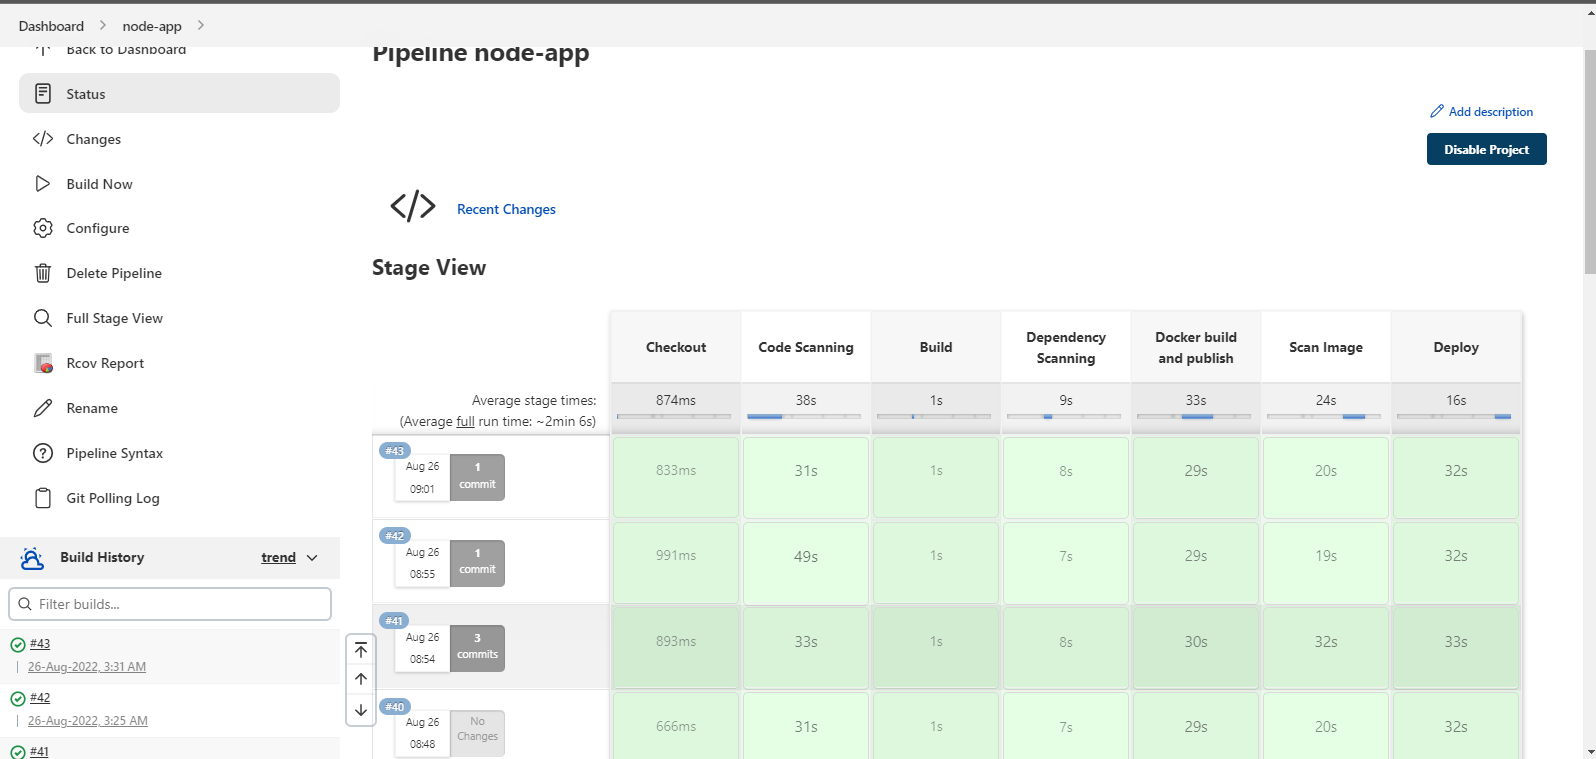 Dashboard
node-app
Back to Dashboard
Status
Changes
Build Now
Configure
Delete Pipeline
Full Stage View
Rcov Report
Rename
Pipeline Syntax
Git Polling Log
Build History
trend
Filter builds...
#43
26-Aug-2022, 3:31 AM
#42
26-Aug-2022, 3:25 AM
#41
Pipeline node-app
Add description
Disable Project
Recent Changes
Stage View
Checkout
Code Scanning
Build
Dependency
Scanning
Docker build
and publish
Scan Image
Deploy
Average stage times:
(Average full run time: ~2min 6s)
874ms
38s
1s
9s
33s
24s
16s
#43
Aug 26
09:01
1
commit
833ms
31s
1s
8s
29s
20s
32s
#42
Aug 26
08:55
1
commit
991ms
49s
1s
7s
29s
19s
32s
#41
Aug 26
08:54
3
commits
893ms
33s
1s
8s
30s
32s
33s
#40
Aug 26
08:48
No
Changes
666ms
31s
1s
7s
29s
20s
32s